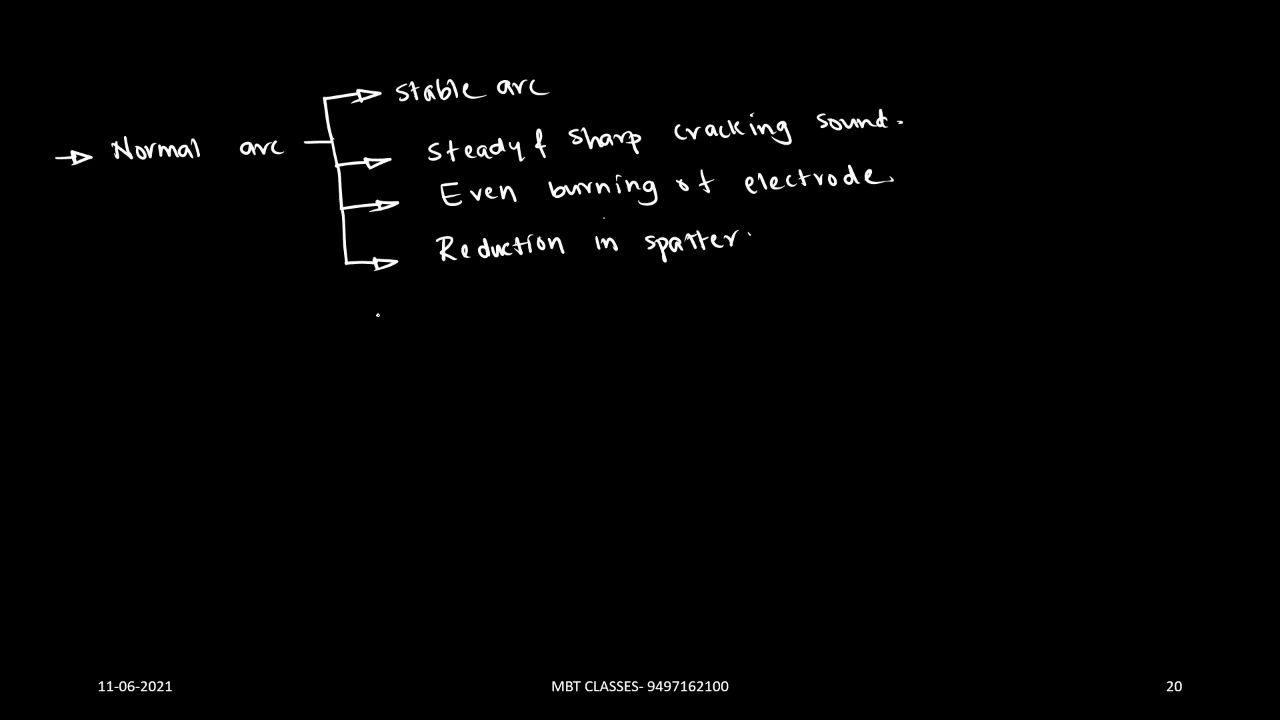 stable arc
→ Normal arc
steady & sharp cracking sound.
Even burning of electrode.
Reduction in spatter.
11-06-2021
MBT CLASSES- 9497162100
20